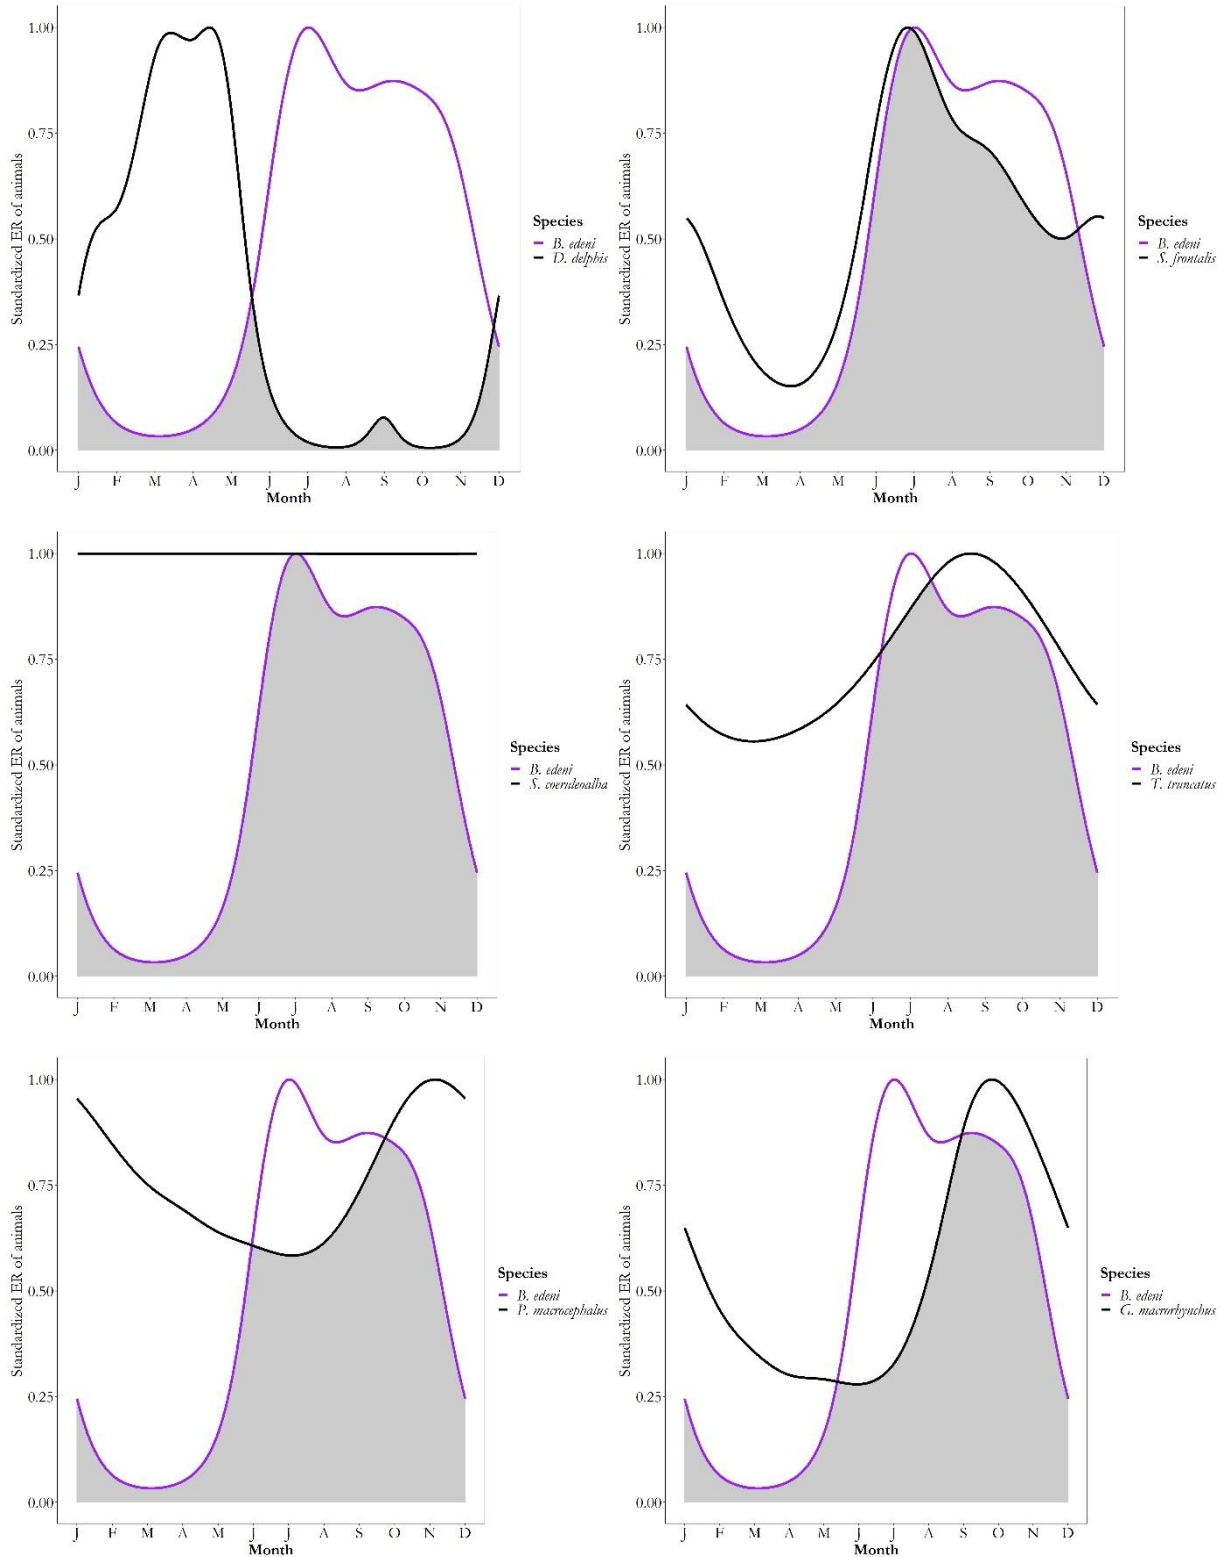 1.00
0.75
0.50
0.25
0.00
Standardized ER of animals
J F M A M J J A S O N D
Month
Species
B. edeni
D. delphis
1.00
0.75
0.50
0.25
0.00
Standardized ER of animals
J F M A M J J A S O N D
Month
Species
B. edeni
S. frontalis
1.00
0.75
0.50
0.25
0.00
Standardized ER of animals
J F M A M J J A S O N D
Month
Species
B. edeni
S. coeruleoalba
1.00
0.75
0.50
0.25
0.00
Standardized ER of animals
J F M A M J J A S O N D
Month
Species
B. edeni
T. truncatus
1.00
0.75
0.50
0.25
0.00
Standardized ER of animals
J F M A M J J A S O N D
Month
Species
B. edeni
P. macrocephalus
1.00
0.75
0.50
0.25
0.00
Standardized ER of animals
J F M A M J J A S O N D
Month
Species
B. edeni
G. macrorhynchus